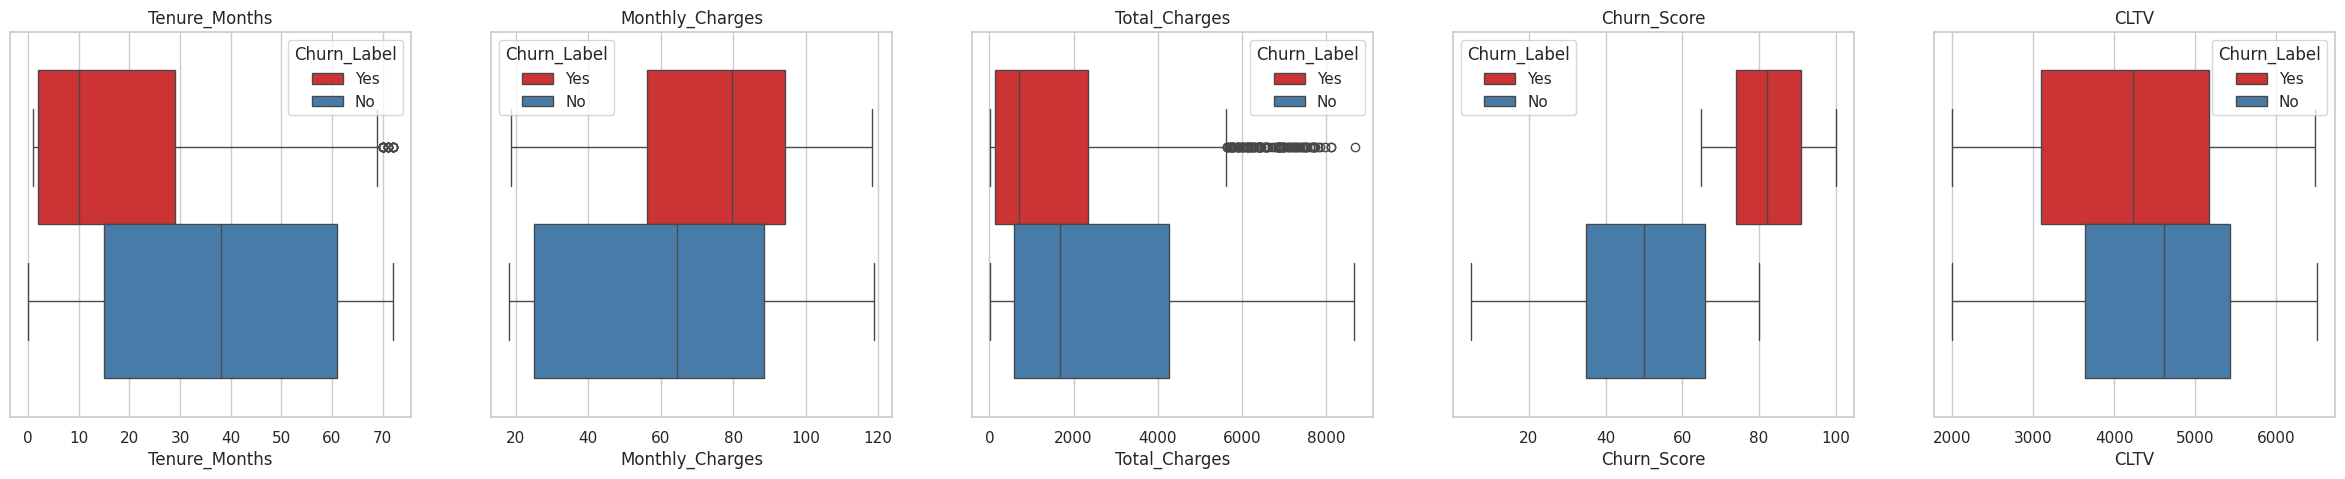 Tenure_Months
Churn_Label
Yes
No
0 10 20 30 40 50 60 70
Tenure_Months
Monthly_Charges
Churn_Label
Yes
No
20 40 60 80 100 120
Monthly_Charges
Total_Charges
Churn_Label
Yes
No
0 2000 4000 6000 8000
Total_Charges
Churn_Score
Churn_Label
Yes
No
20 40 60 80 100
Churn_Score
CLTV
Churn_Label
Yes
No
2000 3000 4000 5000 6000
CLTV